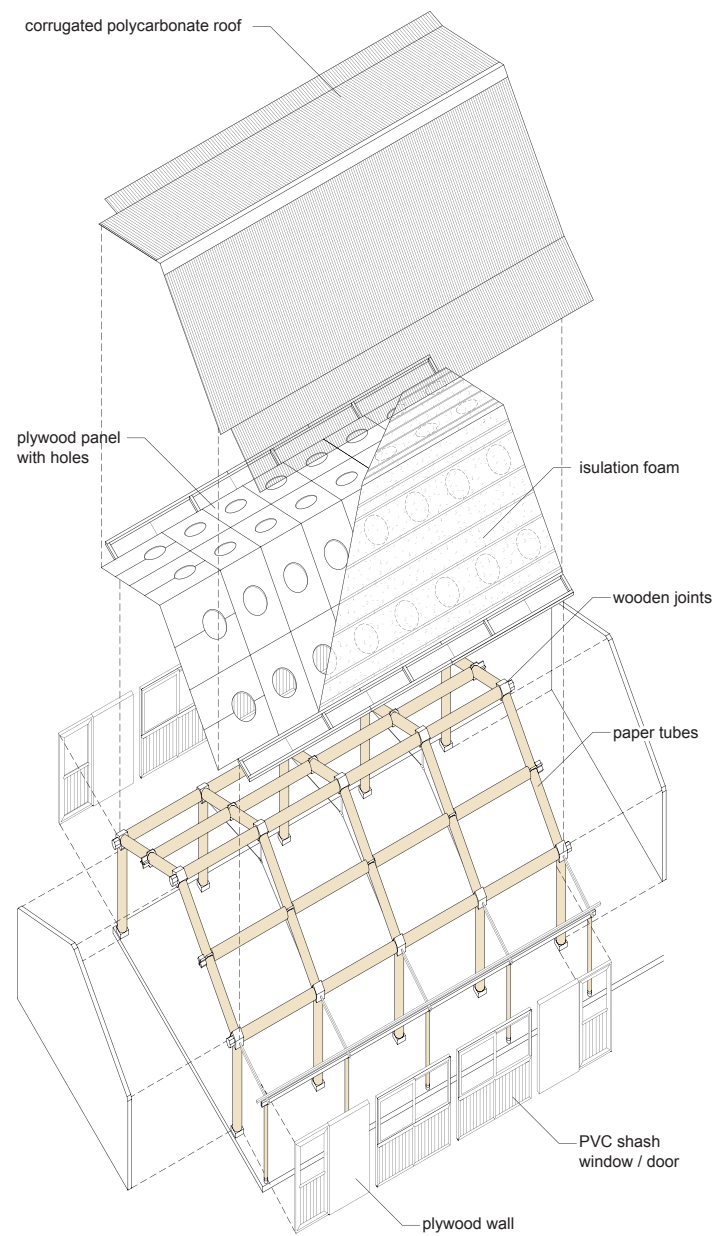 corrugated polycarbonate roof
plywood panel
with holes
isulation foam
wooden joints
paper tubes
PVC shash
window / door
plywood wall